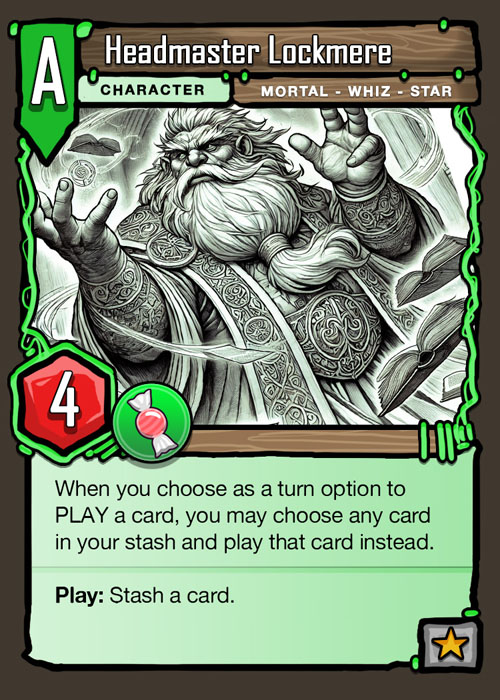 A
Headmaster Lockmere
CHARACTER
MORTAL - WHIZ - STAR
4
When you choose as a turn option to
PLAY a card, you may choose any card
in your stash and play that card instead.
Play: Stash a card.